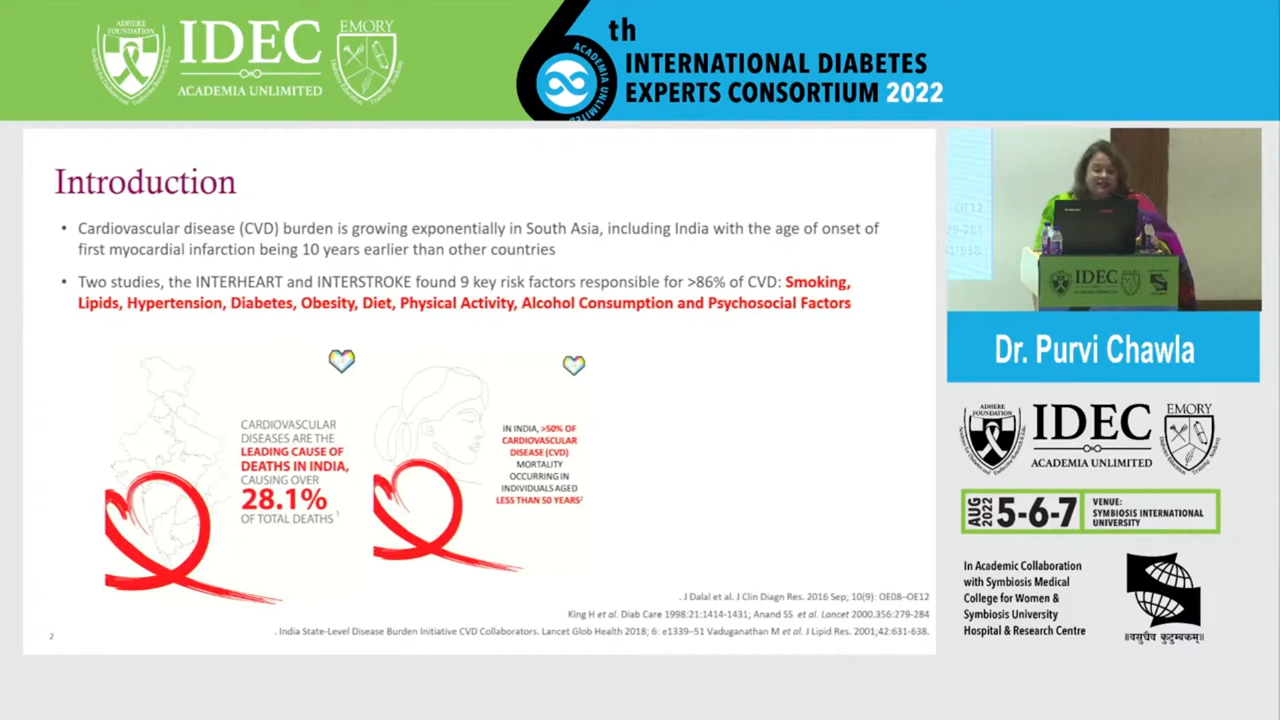 ADHERE FOUNDATION
IDEC
ACADEMIA UNLIMITED
EMORY
6th
ACADEMIA UNLIMITED
INTERNATIONAL DIABETES
EXPERTS CONSORTIUM 2022
Introduction
• Cardiovascular disease (CVD) burden is growing exponentially in South Asia, including India with the age of onset of
first myocardial infarction being 10 years earlier than other countries
• Two studies, the INTERHEART and INTERSTROKE found 9 key risk factors responsible for >86% of CVD: Smoking,
Lipids, Hypertension, Diabetes, Obesity, Diet, Physical Activity, Alcohol Consumption and Psychosocial Factors
CARDIOVASCULAR
DISEASES ARE THE
LEADING CAUSE OF
DEATHS IN INDIA,
CAUSING OVER
28.1%
OF TOTAL DEATHS 1
IN INDIA, >50% OF
CARDIOVASCULAR
DISEASE (CVD)
MORTALITY
OCCURRING IN
INDIVIDUALS AGED
LESS THAN 50 YEARS2
. J Dalal et al. J Clin Diagn Res. 2016 Sep; 10(9): OE08–OE12
King H et al. Diab Care 1998:21:1414-1431; Anand SS et al. Lancet 2000.356:279-284
. India State-Level Disease Burden Initiative CVD Collaborators. Lancet Glob Health 2018; 6: e1339–51 Vaduganathan M et al. J Lipid Res. 2001;42:631-638.
2
IDEC
Dr. Purvi Chawla
ADHERE FOUNDATION
IDEC
ACADEMIA UNLIMITED
EMORY
AUG 2022
5-6-7
VENUE:
SYMBIOSIS INTERNATIONAL
UNIVERSITY
In Academic Collaboration
with Symbiosis Medical
College for Women &
Symbiosis University
Hospital & Research Centre
॥वसुधैव कुटुम्बकम्॥